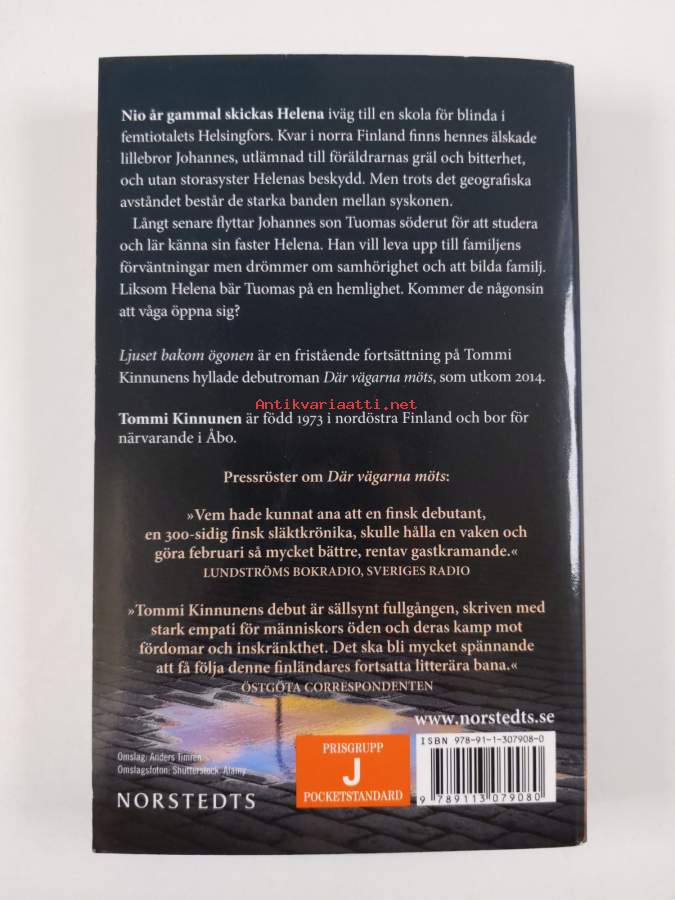 Nio år gammal skickas Helena iväg till en skola för blinda i
femtiotalets Helsingfors. Kvar i norra Finland finns hennes älskade
lillebror Johannes, utlämnad till föräldrarnas gräl och bitterhet,
och utan storasyster Helenas beskydd. Men trots det geografiska
avståndet består de starka banden mellan syskonen.
Långt senare flyttar Johannes son Tuomas söderut för att studera
och lär känna sin faster Helena. Han vill leva upp till familjens
förväntningar men drömmer om samhörighet och att bilda familj.
Liksom Helena bär Tuomas på en hemlighet. Kommer de någonsin
att våga öppna sig?
Ljuset bakom ögonen är en fristående fortsättning på Tommi
Kinnunens hyllade debutroman Där vägarna möts, som utkom 2014.
Antikvariaatti.net
Tommi Kinnunen är född 1973 i nordöstra Finland och bor för
närvarande i Åbo.
Pressröster om Där vägarna möts:
»Vem hade kunnat ana att en finsk debutant,
en 300-sidig finsk släktkrönika, skulle hålla en vaken och
göra februari så mycket bättre, rentav gastkramande.«
LUNDSTRÖMS BOKRADIO, SVERIGES RADIO
»Tommi Kinnunens debut är sällsynt fullgången, skriven med
stark empati för människors öden och deras kamp mot
fördomar och inskränkthet. Det ska bli mycket spännande
att få följa denne finländares fortsatta litterära bana.«
ÖSTGÖTA CORRESPONDENTEN
www.norstedts.se
ISBN 978-91-1-307908-0
Omslag: Anders Timrén
Omslagsfoton: Shutterstock, Alamy
PRISGRUPP
J
POCKETSTANDARD
NORSTEDTS
9 789113 079080